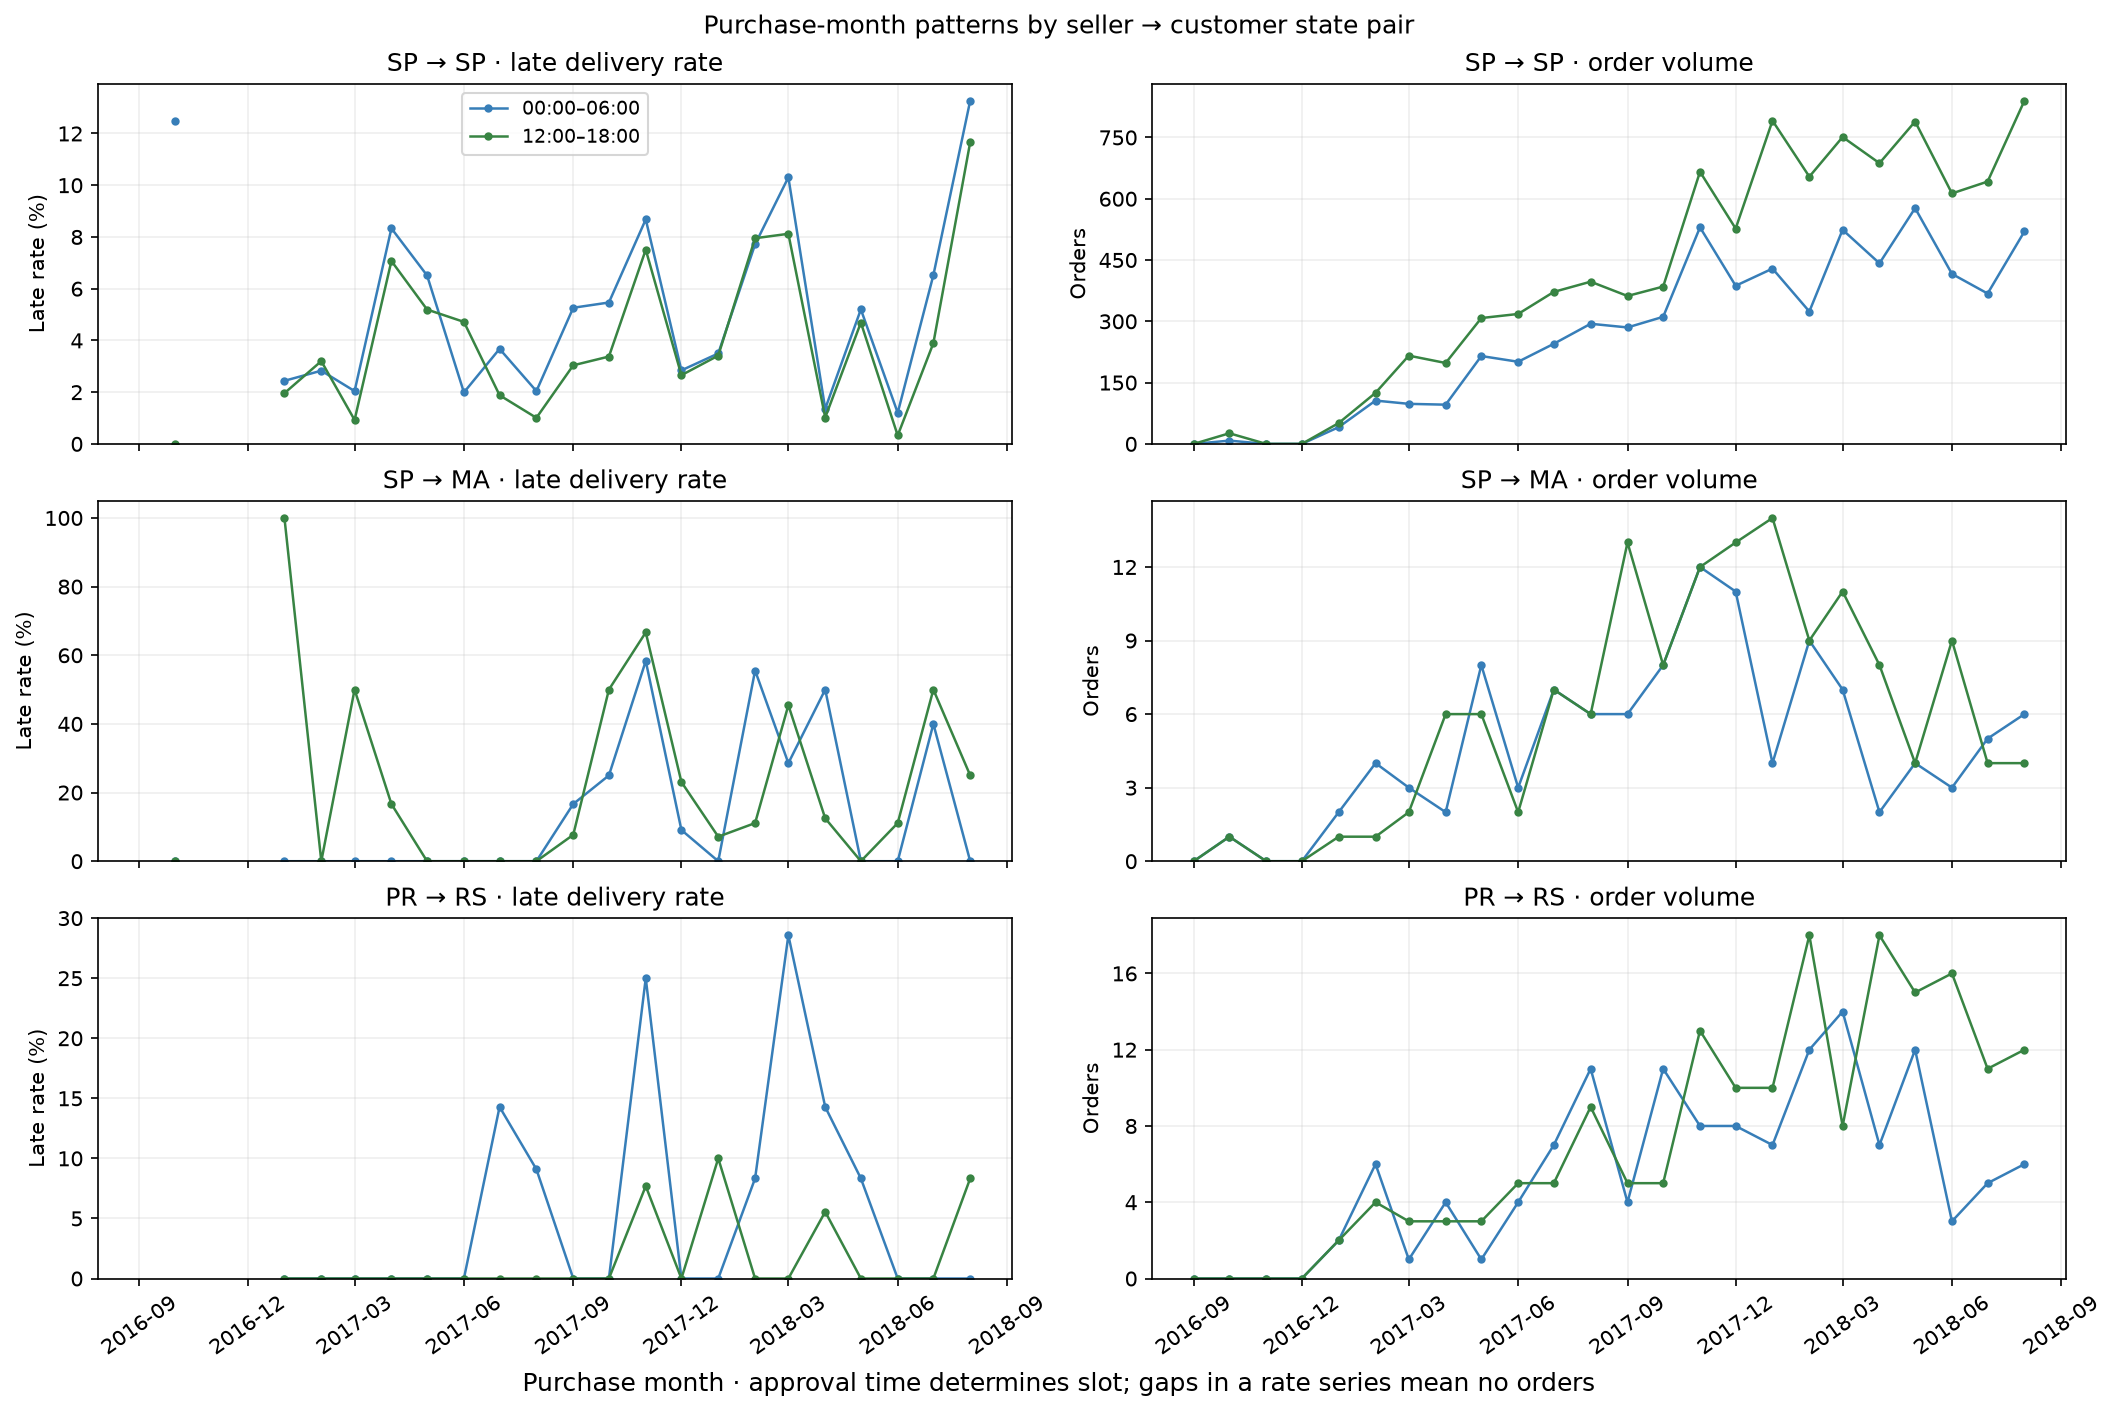 Purchase-month patterns by seller → customer state pair
SP → SP · late delivery rate
Late rate (%)
12
10
8
6
4
2
0
00:00–06:00
12:00–18:00
SP → SP · order volume
Orders
750
600
450
300
150
0
SP → MA · late delivery rate
Late rate (%)
100
80
60
40
20
0
SP → MA · order volume
Orders
12
9
6
3
0
PR → RS · late delivery rate
Late rate (%)
30
25
20
15
10
5
0
2016-09 2016-12 2017-03 2017-06 2017-09 2017-12 2018-03 2018-06 2018-09
PR → RS · order volume
Orders
16
12
8
4
0
2016-09 2016-12 2017-03 2017-06 2017-09 2017-12 2018-03 2018-06 2018-09
Purchase month · approval time determines slot; gaps in a rate series mean no orders